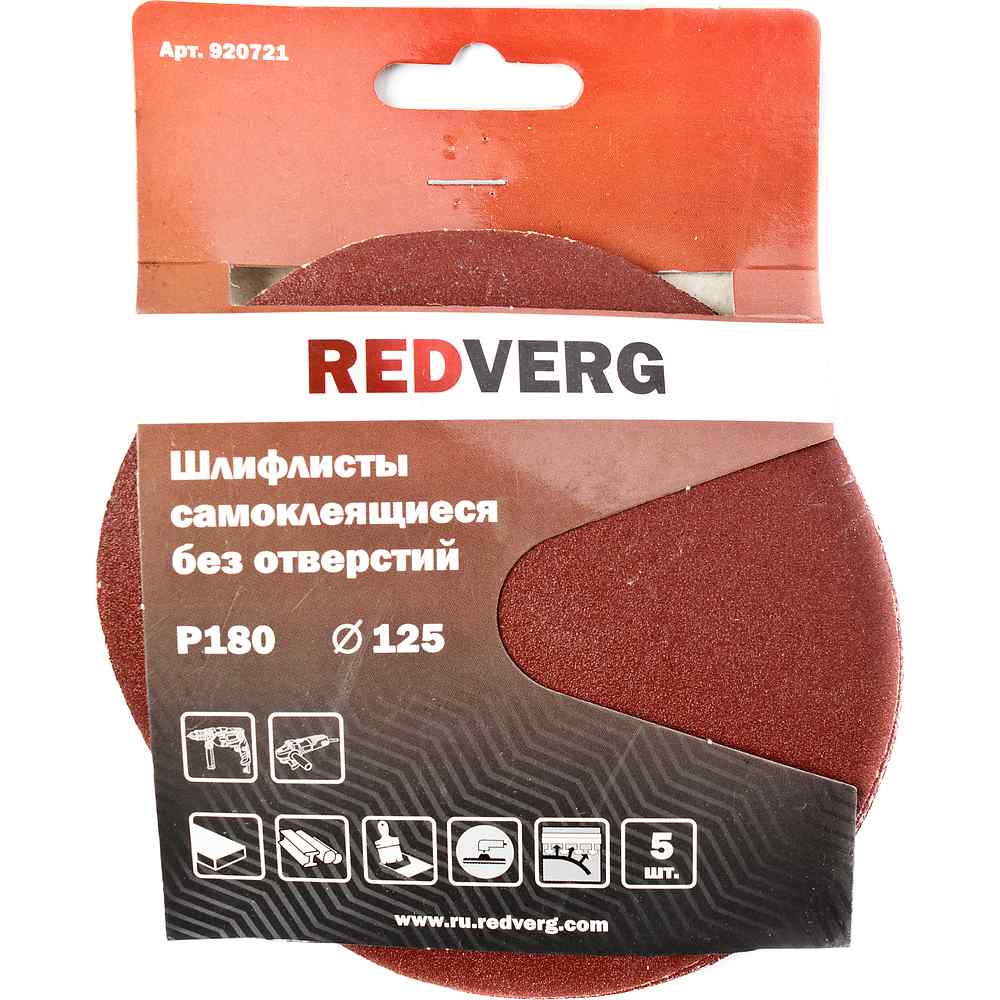 Арт. 920721
REDVERG
Шлифлисты
самоклеящиеся
без отверстий
P180 Ø 125
5
шт.
www.ru.redverg.com